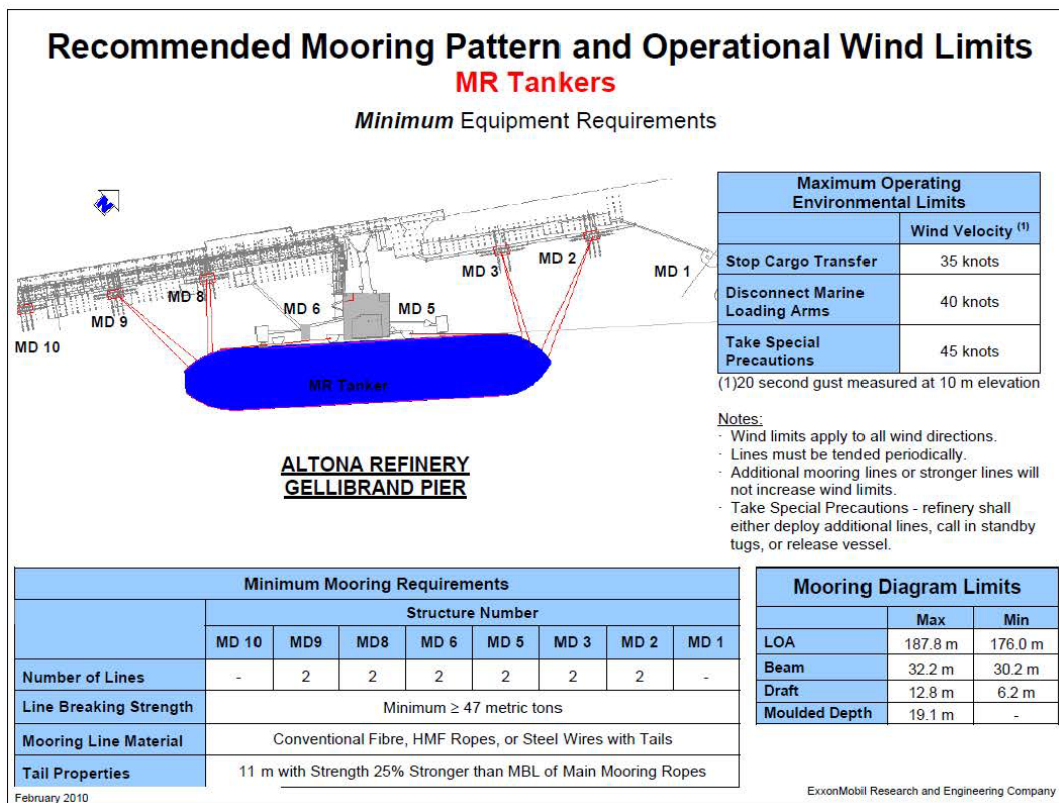 Recommended Mooring Pattern and Operational Wind Limits
MR Tankers
Minimum Equipment Requirements
N
MD 10
MD 9
MD 8
MD 6
MD 5
MD 3
MD 2
MD 1
MR Tanker
ALTONA REFINERY
GELLIBRAND PIER
Maximum Operating
Environmental Limits
Wind Velocity (1)
Stop Cargo Transfer 35 knots
Disconnect Marine
Loading Arms 40 knots
Take Special
Precautions 45 knots
(1)20 second gust measured at 10 m elevation
Notes:
· Wind limits apply to all wind directions.
· Lines must be tended periodically.
· Additional mooring lines or stronger lines will
not increase wind limits.
· Take Special Precautions - refinery shall
either deploy additional lines, call in standby
tugs, or release vessel.
Minimum Mooring Requirements
Structure Number
MD 10 MD9 MD8 MD 6 MD 5 MD 3 MD 2 MD 1
Number of Lines - 2 2 2 2 2 2 -
Line Breaking Strength Minimum ≥ 47 metric tons
Mooring Line Material Conventional Fibre, HMF Ropes, or Steel Wires with Tails
Tail Properties 11 m with Strength 25% Stronger than MBL of Main Mooring Ropes
Mooring Diagram Limits
Max Min
LOA 187.8 m 176.0 m
Beam 32.2 m 30.2 m
Draft 12.8 m 6.2 m
Moulded Depth 19.1 m -
February 2010
ExxonMobil Research and Engineering Company